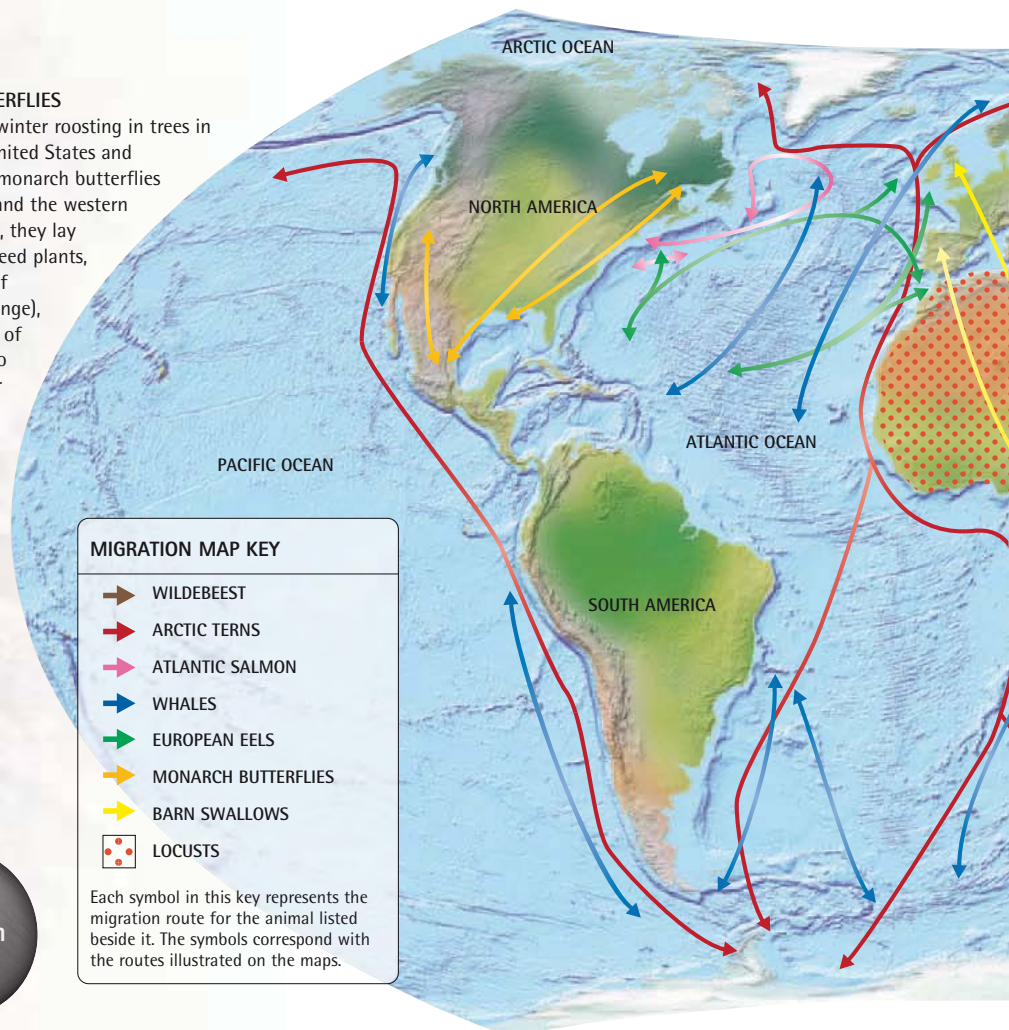 ERFLIES
winter roosting in trees in
nited States and
monarch butterflies
and the western
, they lay
eed plants,
f
nge),
of
o
ARCTIC OCEAN
NORTH AMERICA
ATLANTIC OCEAN
PACIFIC OCEAN
SOUTH AMERICA
MIGRATION MAP KEY
WILDEBEEST
ARCTIC TERNS
ATLANTIC SALMON
WHALES
EUROPEAN EELS
MONARCH BUTTERFLIES
BARN SWALLOWS
LOCUSTS
Each symbol in this key represents the
migration route for the animal listed
beside it. The symbols correspond with
the routes illustrated on the maps.